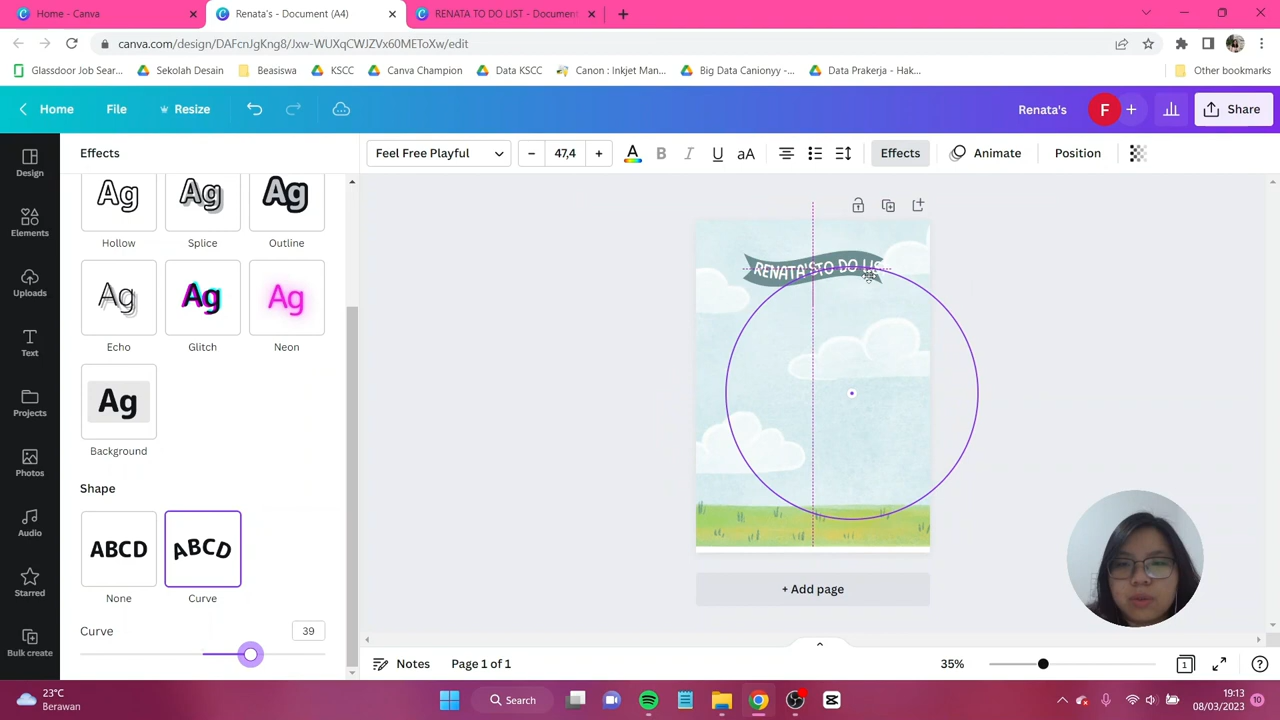 Home - Canva
Renata's - Document (A4)
RENATA TO DO LIST - Document
canva.com/design/DAFcnJgKng8/Jxw-WUXqCWJZVx60METoXw/edit
Glassdoor Job Sear...
Sekolah Desain
Beasiswa
KSCC
Canva Champion
Data KSCC
Canon : Inkjet Man...
Big Data Canionyy -...
Data Prakerja - Hak...
Other bookmarks
Home
File
Resize
Renata's
F
Share
Design
Elements
Uploads
Text
Projects
Photos
Audio
Starred
Bulk create
Effects
Feel Free Playful
47,4
A
B
I
U
aA
Effects
Animate
Position
Ag
Hollow
Ag
Splice
Ag
Outline
Ag
Echo
Ag
Glitch
Ag
Neon
Ag
Background
Shape
ABCD
None
ABCD
Curve
Curve
39
RENATA'S TO DO LIS
+ Add page
Notes
Page 1 of 1
35%
1
23°C
Berawan
Search
19:13
08/03/2023
10